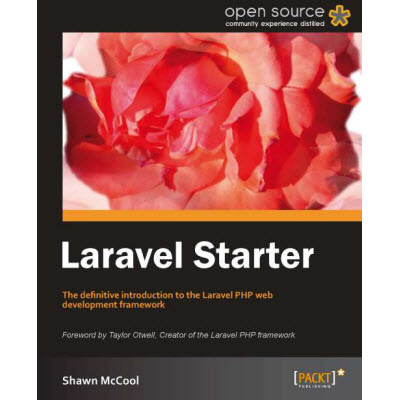 open source
community experience distilled
Laravel Starter
The definitive introduction to the Laravel PHP web
development framework
Foreword by Taylor Otwell, Creator of the Laravel PHP framework
Shawn McCool
[PACKT]*
PUBLISHING